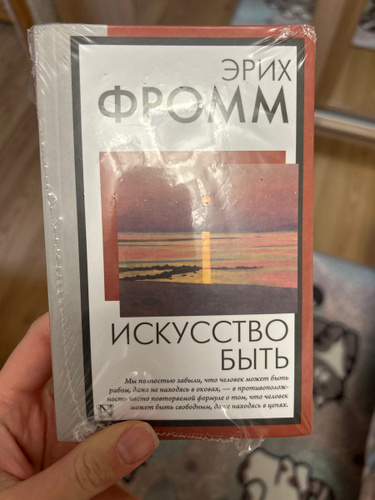 ЭРИХ
ФРОММ
ИСКУССТВО
БЫТЬ
Мы полностью забыли, что человек может быть
рабом, даже не находясь в оковах, — в противополож-
ность часто повторяемой формуле о том, что человек
может быть свободным, даже находясь в цепях.